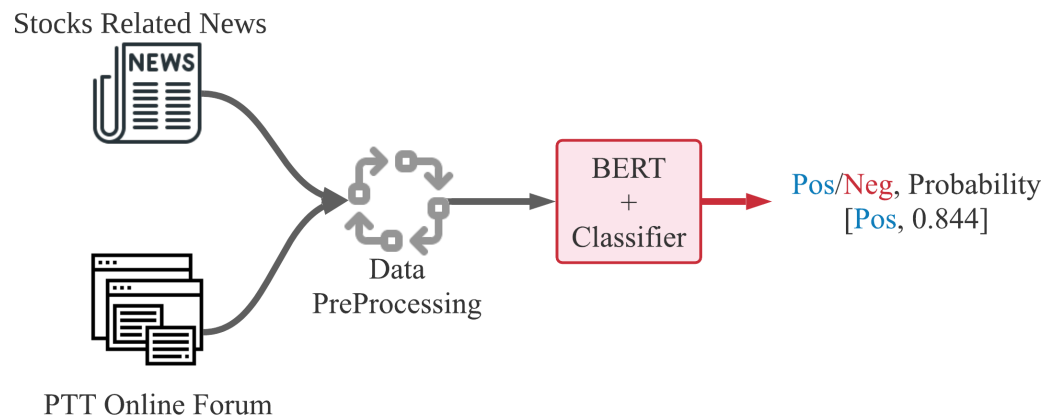 Stocks Related News
NEWS
PTT Online Forum
Data
PreProcessing
BERT
+
Classifier
Pos/Neg, Probability
[Pos, 0.844]